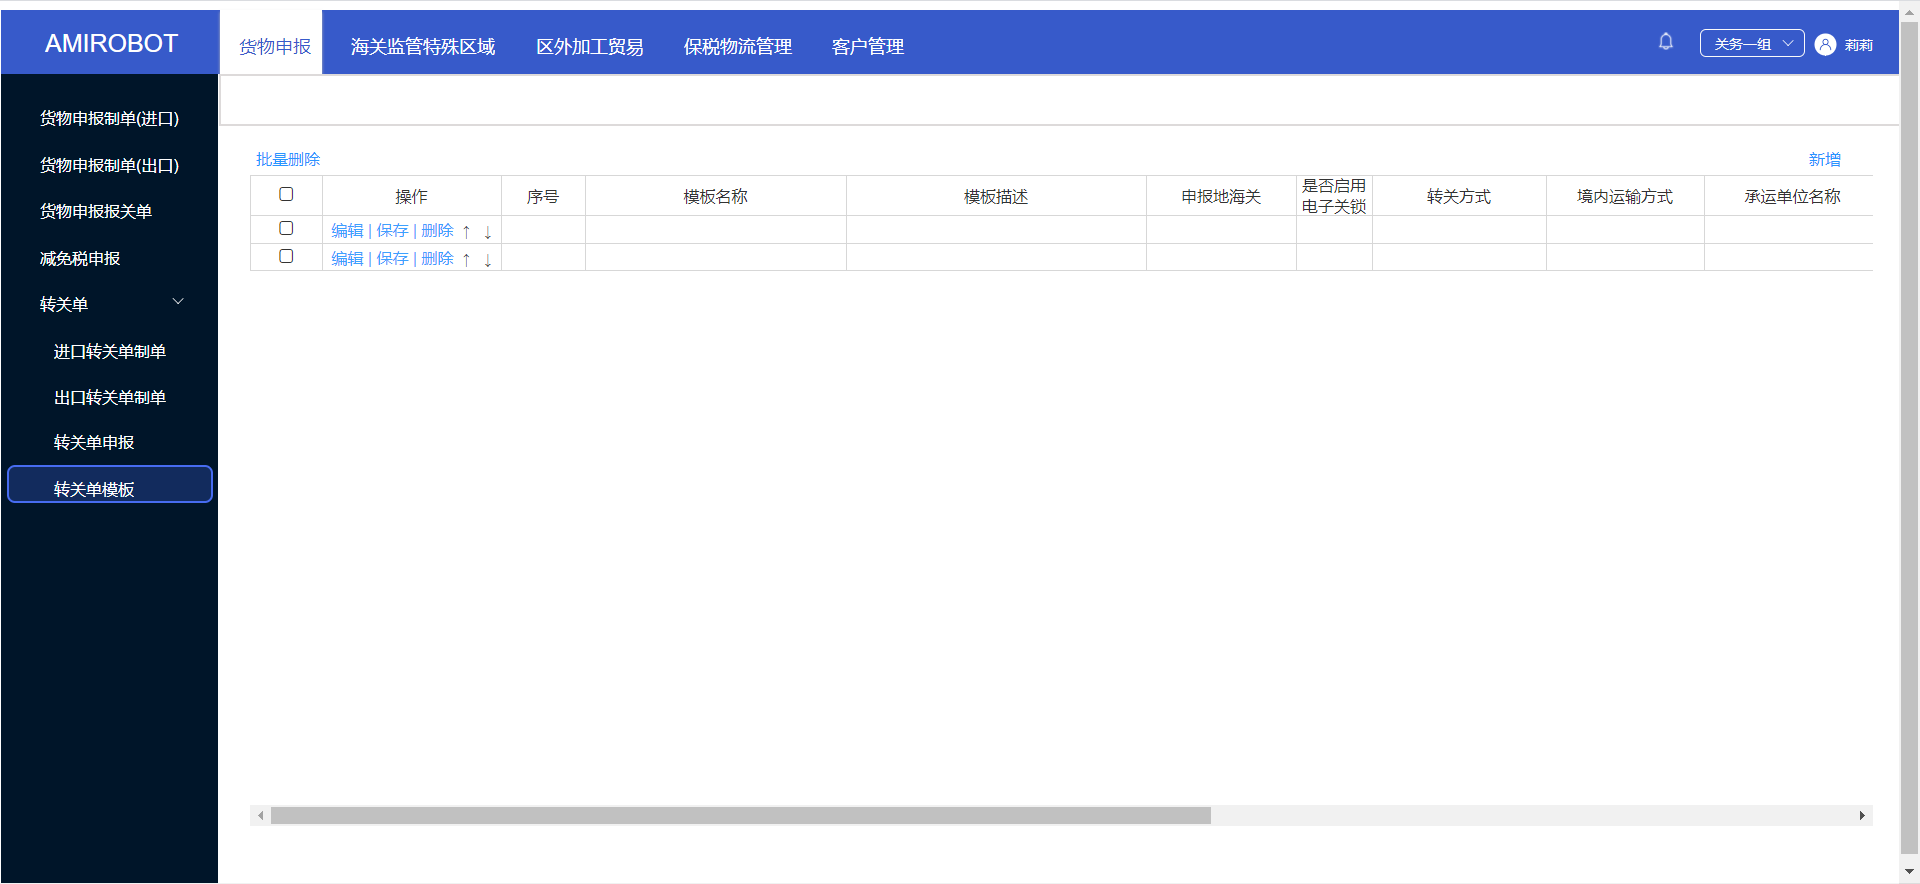 AMIROBOT
货物申报 海关监管特殊区域 区外加工贸易 保税物流管理 客户管理
关务一组 莉莉
货物申报制单(进口)
货物申报制单(出口)
货物申报报关单
减免税申报
转关单
进口转关单制单
出口转关单制单
转关单申报
转关单模板
批量删除 新增
操作 序号 模板名称 模板描述 申报地海关 是否启用 转关方式 境内运输方式 承运单位名称
电子关锁
编辑 | 保存 | 删除 ↑ ↓
编辑 | 保存 | 删除 ↑ ↓